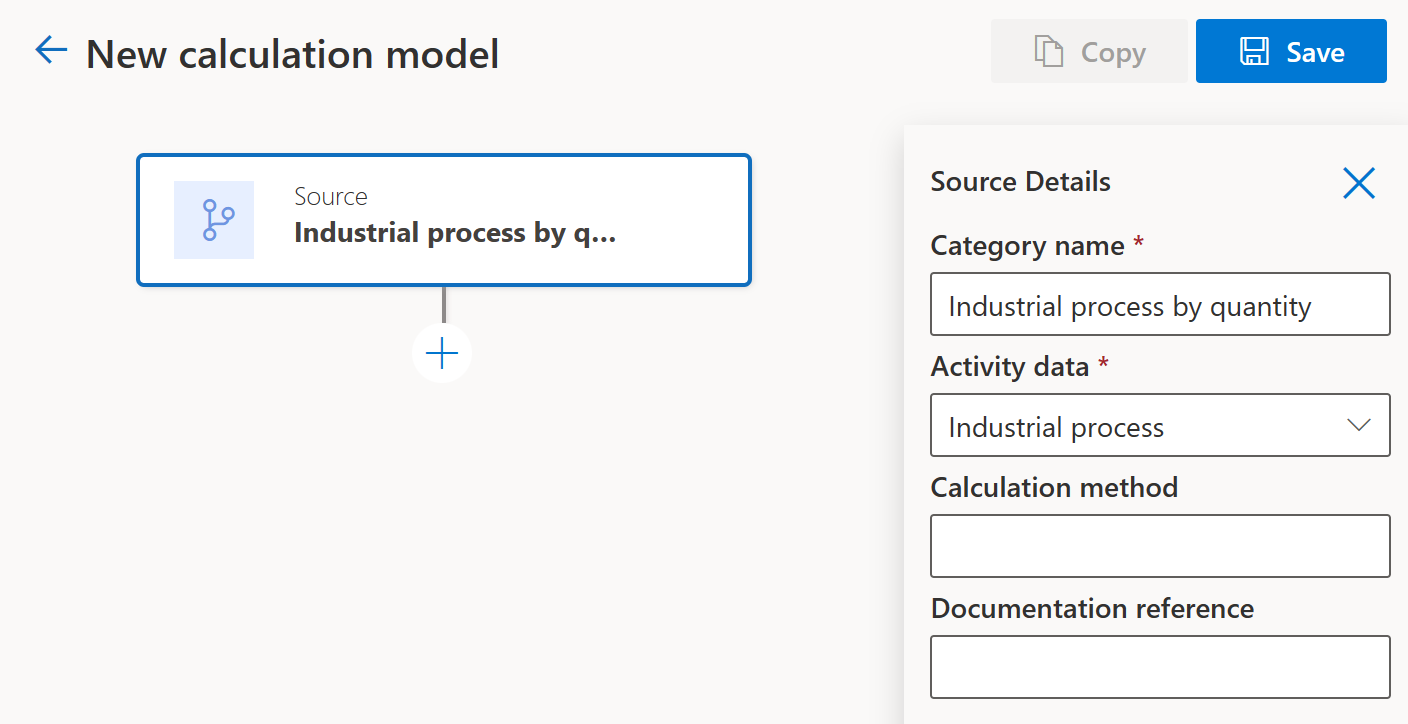 New calculation model
Copy
Save
Source
Industrial process by q...
Source Details
Category name *
Industrial process by quantity
Activity data *
Industrial process
Calculation method
Documentation reference